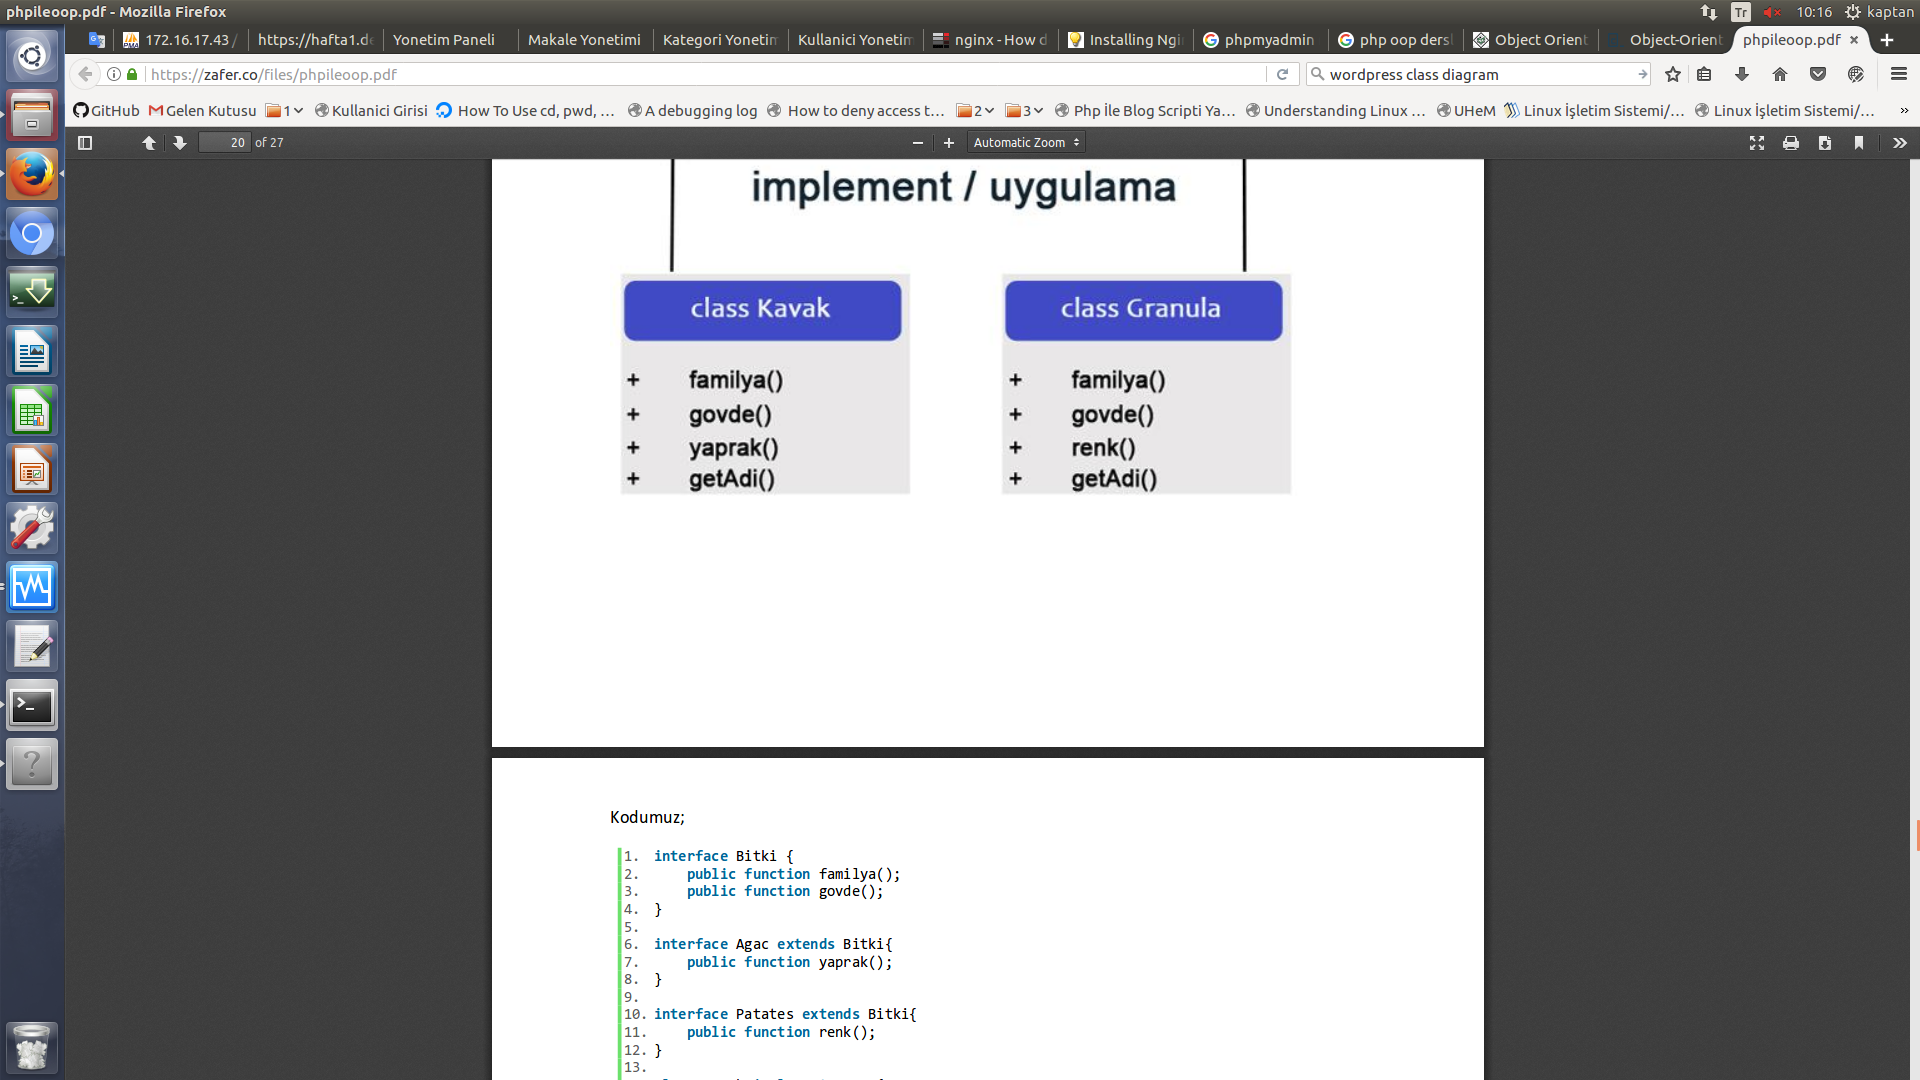 phpileoop.pdf - Mozilla Firefox
Tr
10:16
kaptan
172.16.17.43 /
https://hafta1.d
Yonetim Paneli
Makale Yonetimi
Kategori Yonetim
Kullanici Yonetim
nginx - How d
Installing Ngi
phpmyadmin
php oop dersl
Object Orient
Object-Orient
phpileoop.pdf
https://zafer.co/files/phpileoop.pdf
wordpress class diagram
GitHub
Gelen Kutusu
1
Kullanici Girisi
How To Use cd, pwd, ...
A debugging log
How to deny access t...
2
3
Php İle Blog Scripti Ya...
Understanding Linux ...
UHeM
Linux İşletim Sistemi/...
Linux İşletim Sistemi/...
20 of 27
Automatic Zoom
implement / uygulama
class Kavak
+ familya()
+ govde()
+ yaprak()
+ getAdi()
class Granula
+ familya()
+ govde()
+ renk()
+ getAdi()
Kodumuz;
1. interface Bitki {
2. public function familya();
3. public function govde();
4. }
5.
6. interface Agac extends Bitki{
7. public function yaprak();
8. }
9.
10. interface Patates extends Bitki{
11. public function renk();
12. }
13.